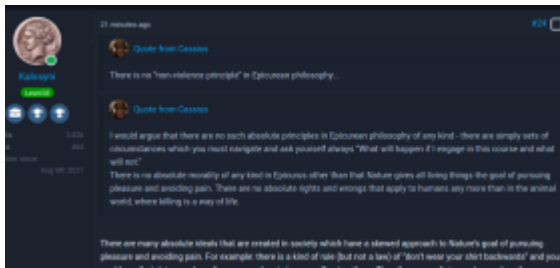 21 minutes ago
#24
Kalosyni
Quote from Cassius
There is no "non-violence principle" in Epicurean philosophy...
Quote from Cassius
I would argue that there are no such absolute principles in Epicurean philosophy of any kind - there are simply sets of
circumstances which you must navigate and ask yourself always "What will happen if I engage in this course and what
will not."
There is no absolute morality of any kind in Epicurus other than that Nature gives all living things the goal of pursuing
pleasure and avoiding pain. There are no absolute rights and wrongs that apply to humans any more than in the animal
world, where killing is a way of life.
There are many absolute ideals that are created in society which have a skewed approach to Nature's goal of pursuing
pleasure and avoiding pain. For example: there is a kind of rule (but not a law) of "don't wear your shirt backwards" and